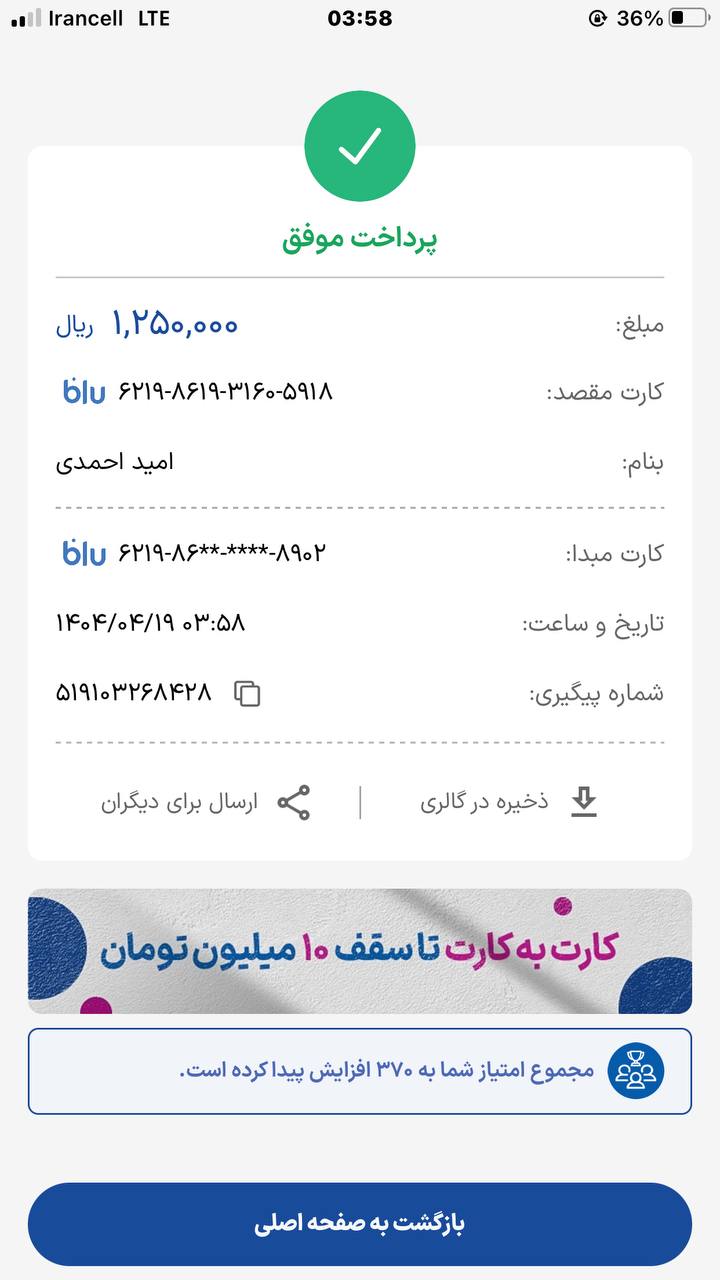 Irancell LTE 03:58 36%
پرداخت موفق
مبلغ: ۱,۲۵۰,۰۰۰ ریال
کارت مقصد: ۶۲۱۹-۸۶۱۹-۳۱۶۰-۵۹۱۸ blu
بنام: امید احمدی
کارت مبدا: ۶۲۱۹-۸۶**-****-۸۹۰۲ blu
تاریخ و ساعت: ۱۴۰۴/۰۴/۱۹ ۰۳:۵۸
شماره پیگیری: ۵۱۹۱۰۳۲۶۸۴۲۸
ذخیره در گالری | ارسال برای دیگران
کارت به کارت تا سقف ۱۰ میلیون تومان
مجموع امتیاز شما به ۳۷۰ افزایش پیدا کرده است.
بازگشت به صفحه اصلی